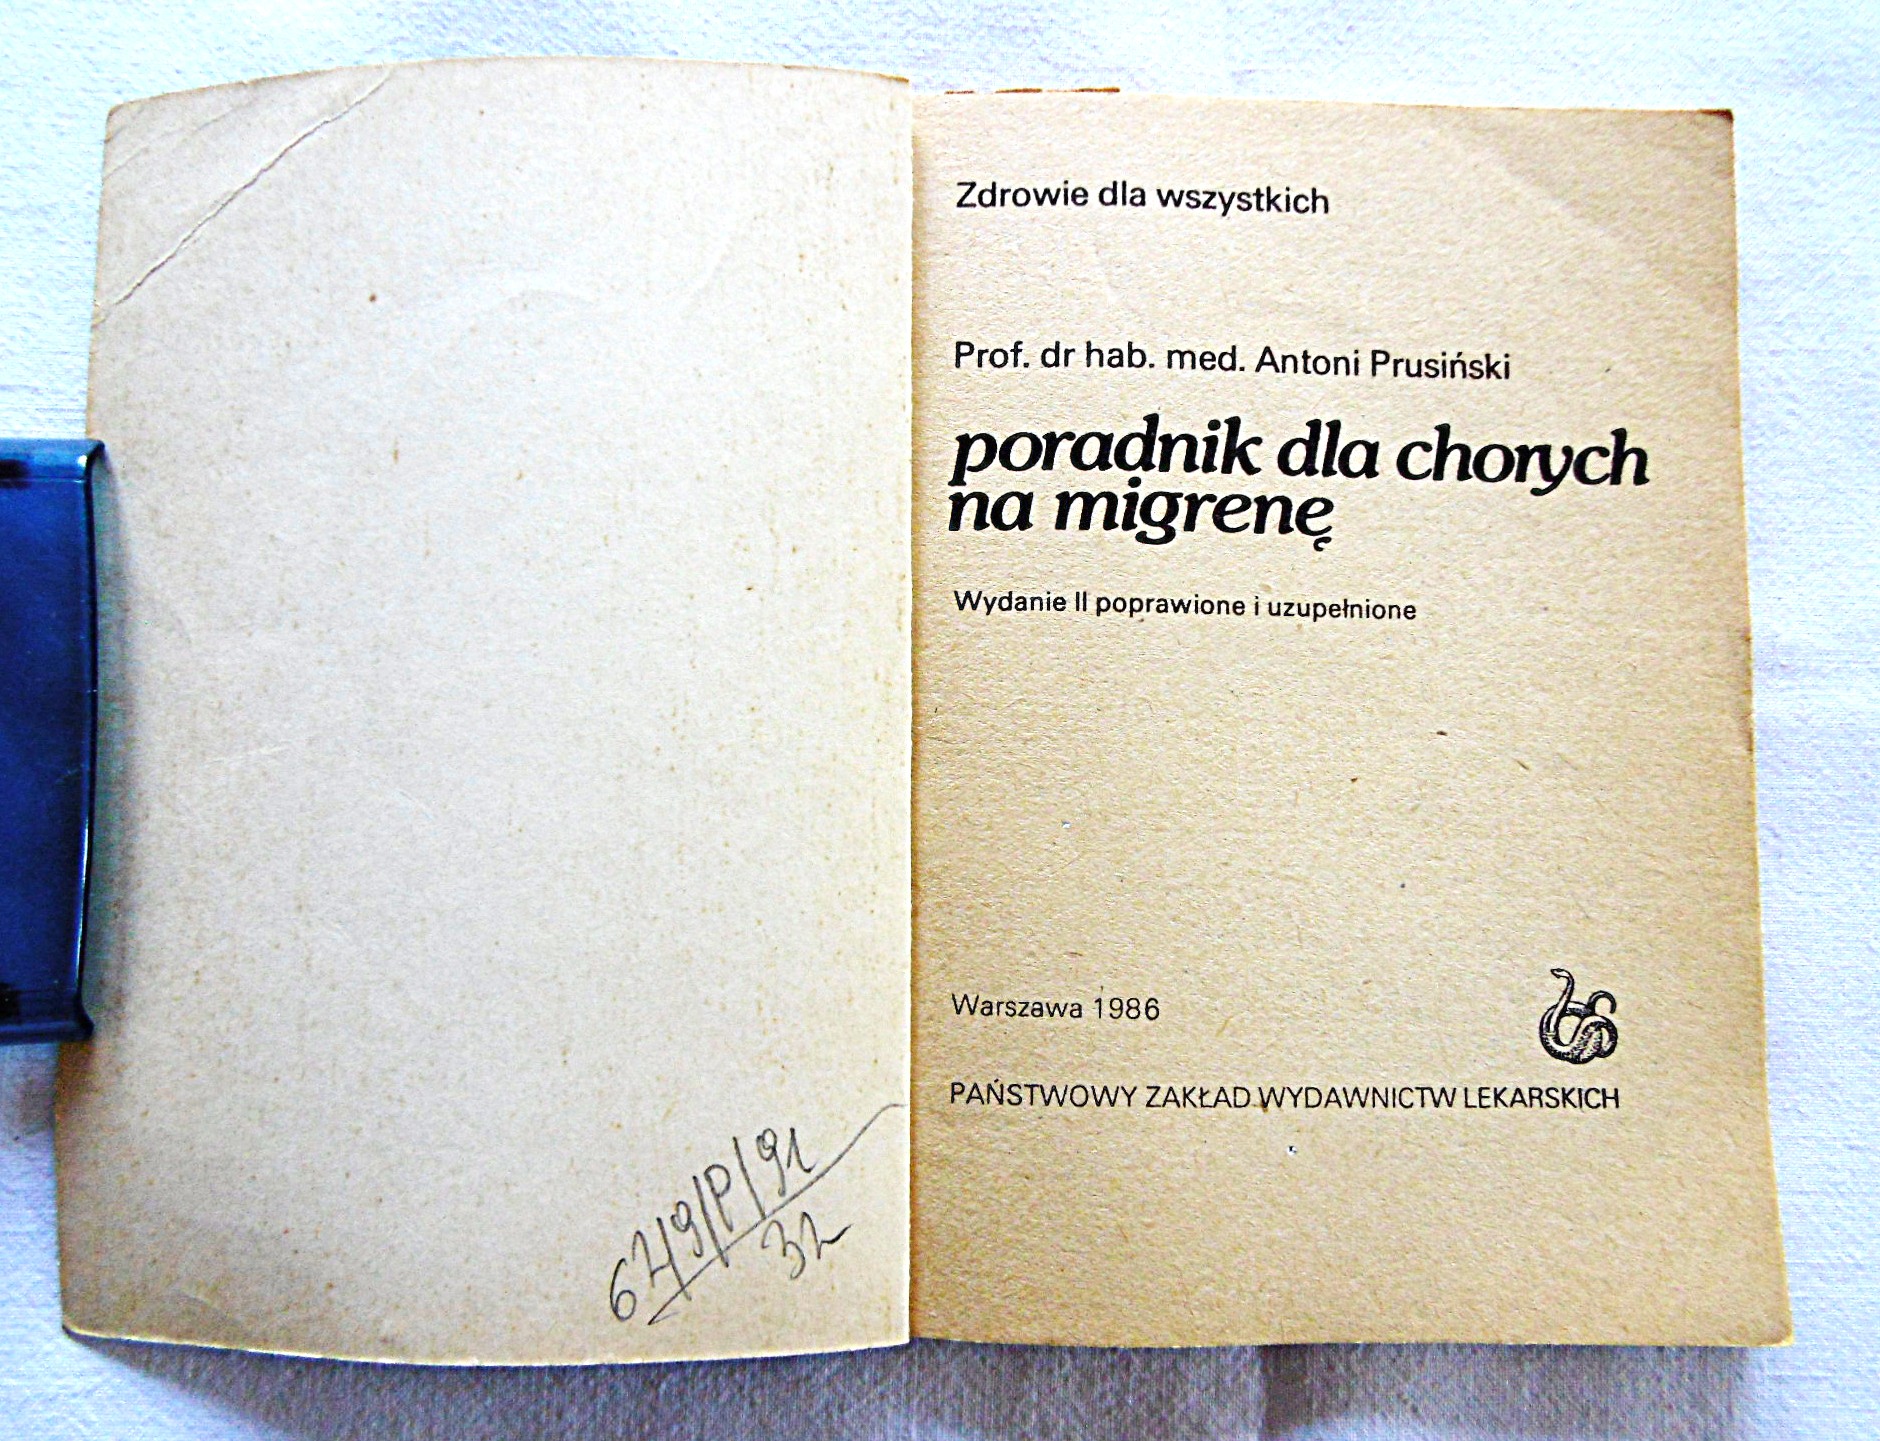 Zdrowie dla wszystkich
Prof. dr hab. med. Antoni Prusiński
poradnik dla chorych
na migrenę
Wydanie II poprawione i uzupełnione
Warszawa 1986
PAŃSTWOWY ZAKŁAD WYDAWNICTW LEKARSKICH
6249/P/91
32